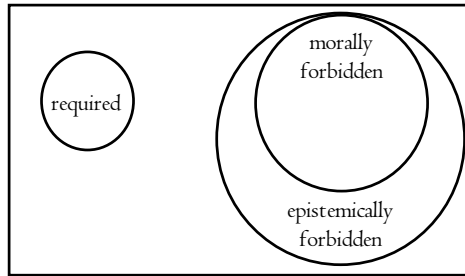 morally
forbidden
required
epistemically
forbidden